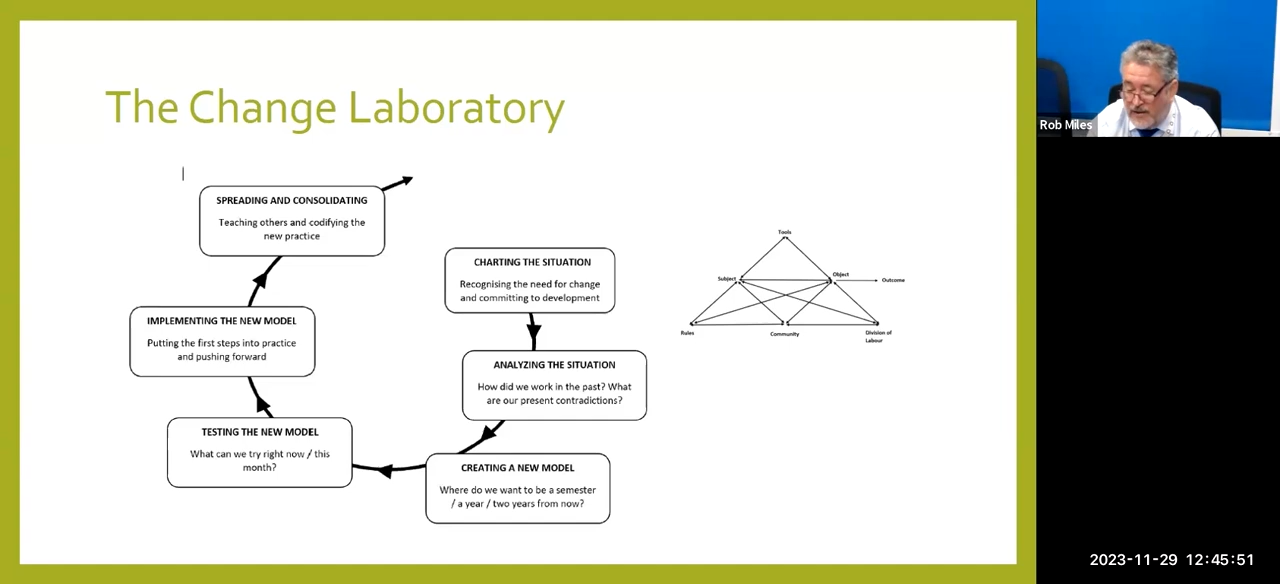 The Change Laboratory
SPREADING AND CONSOLIDATING
Teaching others and codifying the
new practice
CHARTING THE SITUATION
Recognising the need for change
and committing to development
IMPLEMENTING THE NEW MODEL
Putting the first steps into practice
and pushing forward
ANALYZING THE SITUATION
How did we work in the past? What
are our present contradictions?
TESTING THE NEW MODEL
What can we try right now / this
month?
CREATING A NEW MODEL
Where do we want to be a semester
/ a year / two years from now?
Tools
Subject
Object
Outcome
Rules
Community
Division of
Labour
Rob Miles
2023-11-29 12:45:51